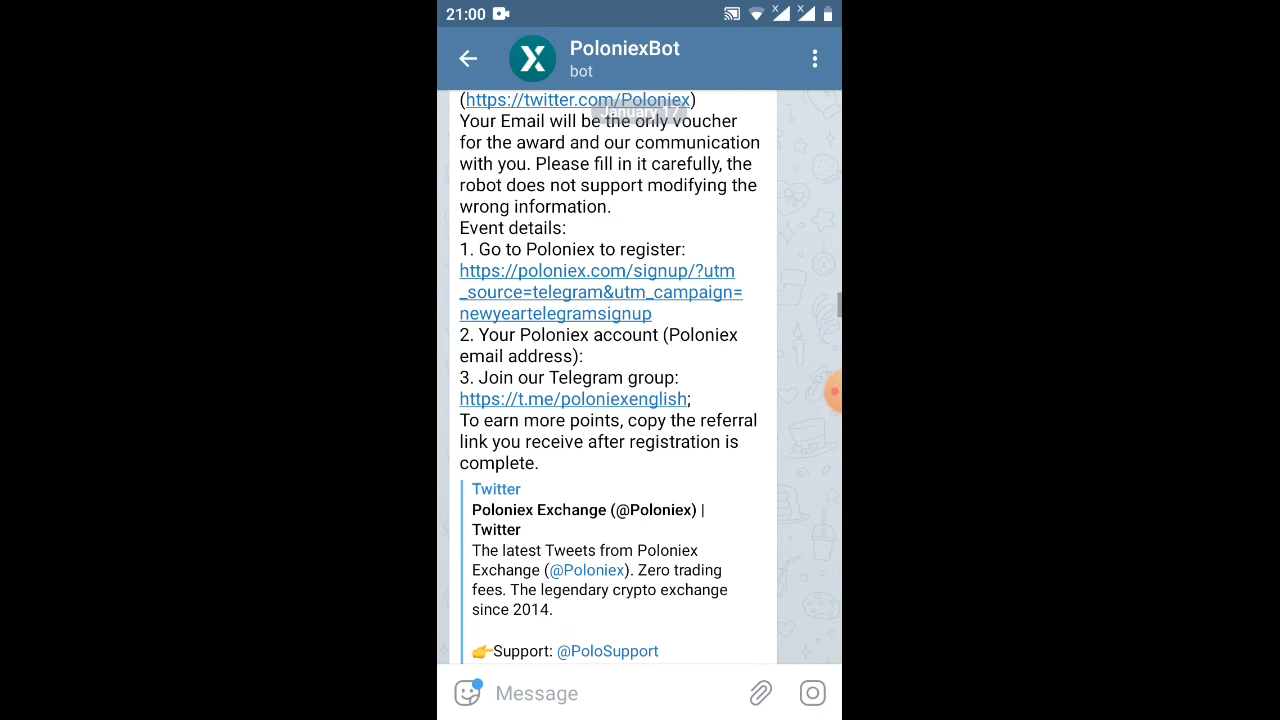 21:00
PoloniexBot
bot
(https://twitter.com/Poloniex)
January 17
Your Email will be the only voucher
for the award and our communication
with you. Please fill in it carefully, the
robot does not support modifying the
wrong information.
Event details:
1. Go to Poloniex to register:
https://poloniex.com/signup/?utm
_source=telegram&utm_campaign=
newyeartelegramsignup
2. Your Poloniex account (Poloniex
email address):
3. Join our Telegram group:
https://t.me/poloniexenglish;
To earn more points, copy the referral
link you receive after registration is
complete.
Twitter
Poloniex Exchange (@Poloniex) |
Twitter
The latest Tweets from Poloniex
Exchange (@Poloniex). Zero trading
fees. The legendary crypto exchange
since 2014.
👉Support: @PoloSupport
Message